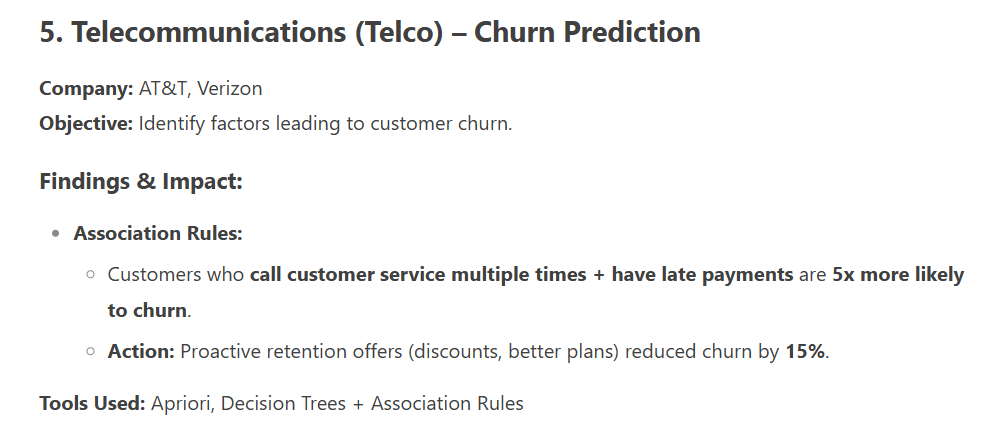 5. Telecommunications (Telco) – Churn Prediction
Company: AT&T, Verizon
Objective: Identify factors leading to customer churn.
Findings & Impact:
Association Rules:
Customers who call customer service multiple times + have late payments are 5x more likely
to churn.
Action: Proactive retention offers (discounts, better plans) reduced churn by 15%.
Tools Used: Apriori, Decision Trees + Association Rules